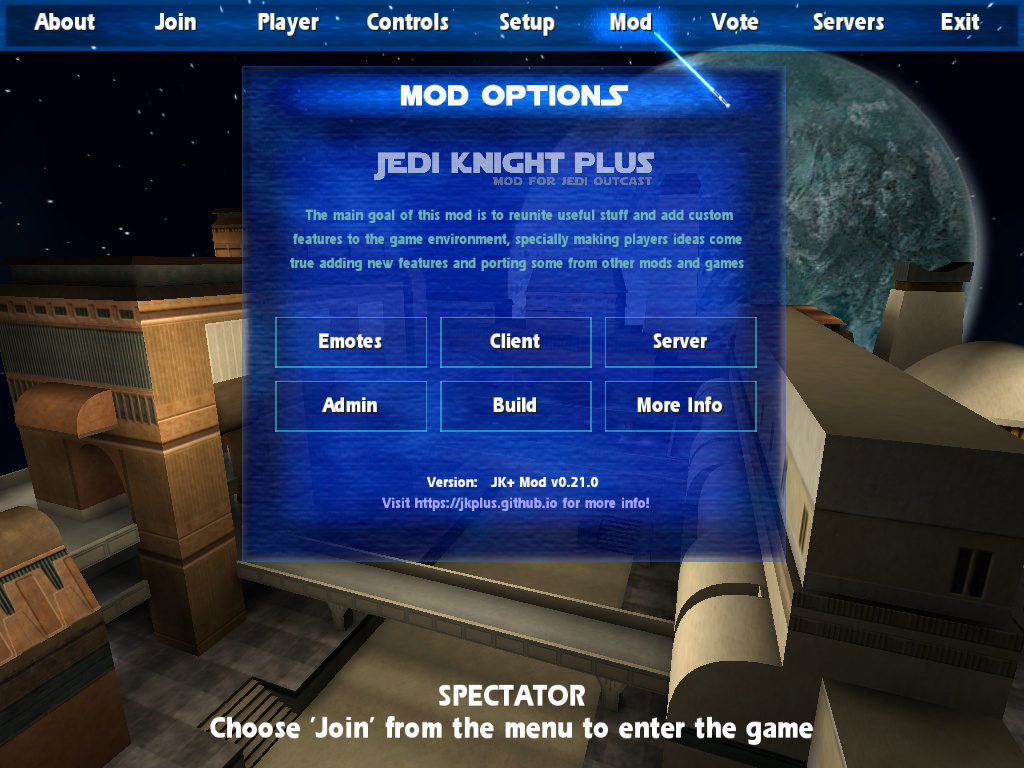 About Join Player Controls Setup Mod Vote Servers Exit
MOD OPTIONS
JEDI KNIGHT PLUS
MOD FOR JEDI OUTCAST
The main goal of this mod is to reunite useful stuff and add custom
features to the game environment, specially making players ideas come
true adding new features and porting some from other mods and games
Emotes Client Server
Admin Build More Info
Version: JK+ Mod v0.21.0
Visit https://jkplus.github.io for more info!
SPECTATOR
Choose 'Join' from the menu to enter the game